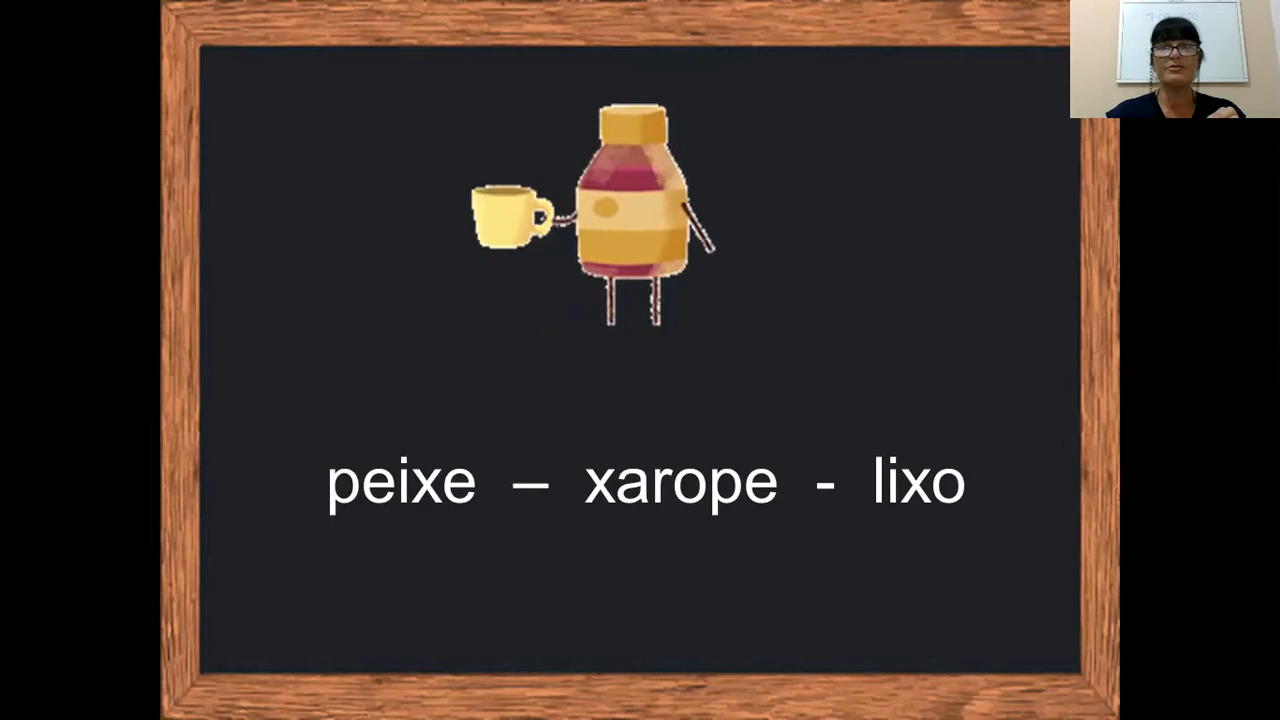 peixe – xarope - lixo